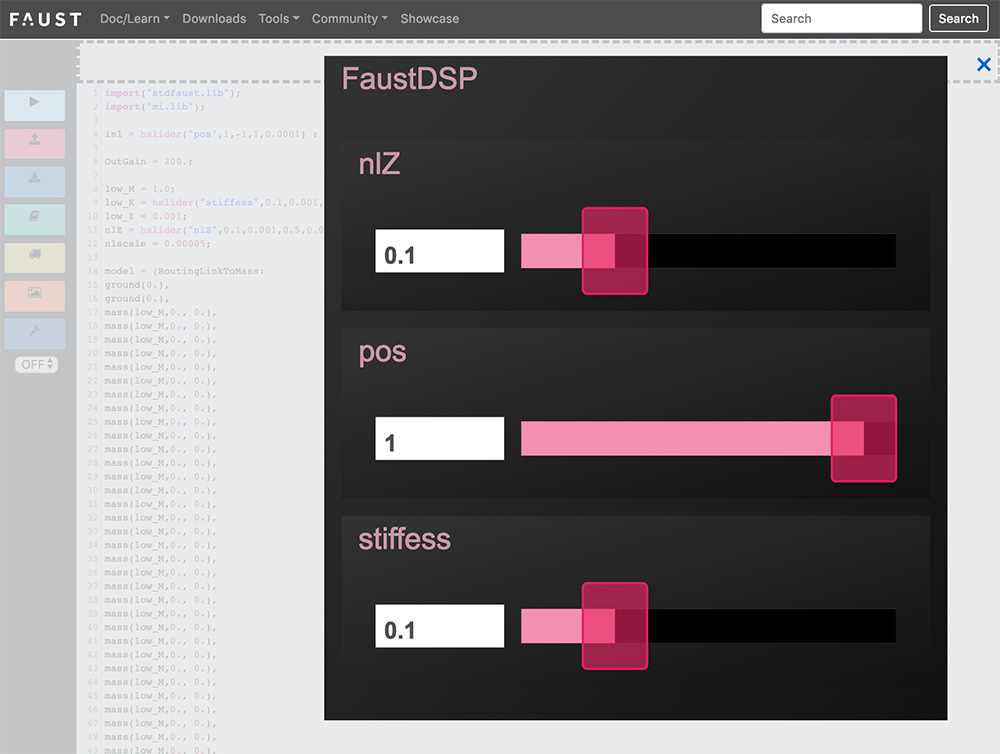 FAUST Doc/Learn Downloads Tools Community Showcase Search Search
FaustDSP
nlZ
0.1
pos
1
stiffess
0.1
OFF
1 import("stdfaust.lib");
2 import("mi.lib");
3
4 in1 = hslider("pos",1,-1,1,0.0001) :
5
6 OutGain = 200.;
7
8 low_M = 1.0;
9 low_K = hslider("stiffess",0.1,0.001,
10 low_Z = 0.001;
11 nlZ = hslider("nlZ",0.1,0.001,0.5,0.0
12 nlscale = 0.00005;
13
14 model = (RoutingLinkToMass:
15 ground(0.),
16 ground(0.),
17 mass(low_M,0., 0.),
18 mass(low_M,0., 0.),
19 mass(low_M,0., 0.),
20 mass(low_M,0., 0.),
21 mass(low_M,0., 0.),
22 mass(low_M,0., 0.),
23 mass(low_M,0., 0.),
24 mass(low_M,0., 0.),
25 mass(low_M,0., 0.),
26 mass(low_M,0., 0.),
27 mass(low_M,0., 0.),
28 mass(low_M,0., 0.),
29 mass(low_M,0., 0.),
30 mass(low_M,0., 0.),
31 mass(low_M,0., 0.),
32 mass(low_M,0., 0.),
33 mass(low_M,0., 0.),
34 mass(low_M,0., 0.),
35 mass(low_M,0., 0.),
36 mass(low_M,0., 0.),
37 mass(low_M,0., 0.),
38 mass(low_M,0., 0.),
39 mass(low_M,0., 0.),
40 mass(low_M,0., 0.),
41 mass(low_M,0., 0.),
42 mass(low_M,0., 0.),
43 mass(low_M,0., 0.),
44 mass(low_M,0., 0.),
45 mass(low_M,0., 0.),
46 mass(low_M,0., 0.),
47 mass(low_M,0., 0.),
48 mass(low_M,0., 0.),
49 mass(low_M,0., 0.),